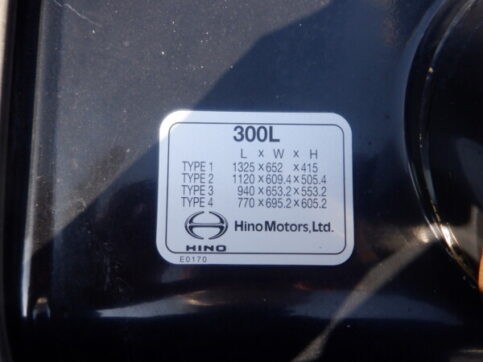 300L
L x W x H
TYPE 1 1325 x 652 x 415
TYPE 2 1120 x 609.4 x 505.4
TYPE 3 940 x 653.2 x 553.2
TYPE 4 770 x 695.2 x 605.2
Hino Motors, Ltd.
HINO
E0170